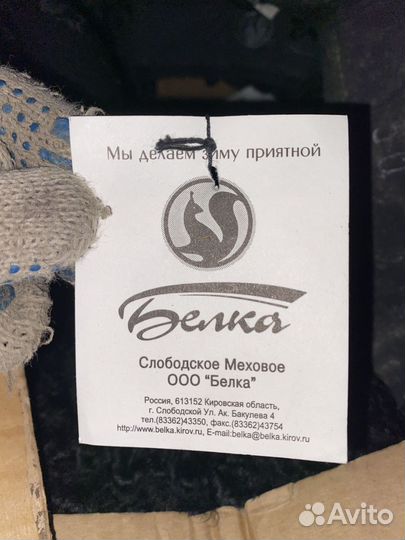 Мы делаем зиму приятной
Белка
Слободское Меховое
ООО "Белка"
Россия, 613152 Кировская область,
г. Слободской Ул. Ак. Бакулева 4
тел.(83362)43350, факс.(83362)43754
http://www.belka.kirov.ru, E-mail:belka@belka.kirov.ru
Avito